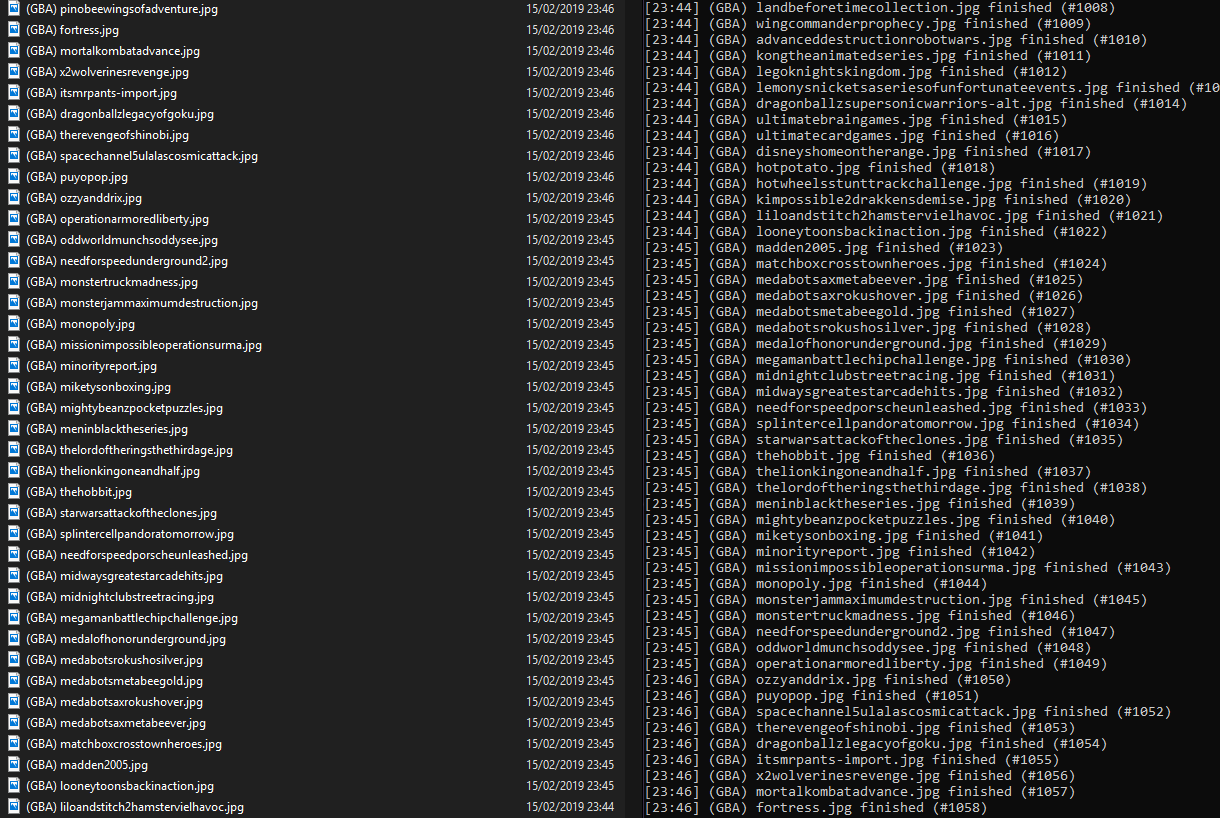 (GBA) pinobeewingsofadventure.jpg 15/02/2019 23:46
(GBA) fortress.jpg 15/02/2019 23:46
(GBA) mortalkombatadvance.jpg 15/02/2019 23:46
(GBA) x2wolverinesrevenge.jpg 15/02/2019 23:46
(GBA) itsmrpants-import.jpg 15/02/2019 23:46
(GBA) dragonballzlegacyofgoku.jpg 15/02/2019 23:46
(GBA) therevengeofshinobi.jpg 15/02/2019 23:46
(GBA) spacechannel5ulalascosmicattack.jpg 15/02/2019 23:46
(GBA) puyopop.jpg 15/02/2019 23:46
(GBA) ozzyanddrix.jpg 15/02/2019 23:46
(GBA) operationarmoredliberty.jpg 15/02/2019 23:45
(GBA) oddworldmunchsoddysee.jpg 15/02/2019 23:45
(GBA) needforspeedunderground2.jpg 15/02/2019 23:45
(GBA) monstertruckmadness.jpg 15/02/2019 23:45
(GBA) monsterjammaximumdestruction.jpg 15/02/2019 23:45
(GBA) monopoly.jpg 15/02/2019 23:45
(GBA) missionimpossibleoperationsurma.jpg 15/02/2019 23:45
(GBA) minorityreport.jpg 15/02/2019 23:45
(GBA) miketysonboxing.jpg 15/02/2019 23:45
(GBA) mightybeanzpocketpuzzles.jpg 15/02/2019 23:45
(GBA) meninblacktheseries.jpg 15/02/2019 23:45
(GBA) thelordoftheringsthethirdage.jpg 15/02/2019 23:45
(GBA) thelionkingoneandhalf.jpg 15/02/2019 23:45
(GBA) thehobbit.jpg 15/02/2019 23:45
(GBA) starwarsattackoftheclones.jpg 15/02/2019 23:45
(GBA) splintercellpandoratomorrow.jpg 15/02/2019 23:45
(GBA) needforspeedporscheunleashed.jpg 15/02/2019 23:45
(GBA) midwaysgreatestarcadehits.jpg 15/02/2019 23:45
(GBA) midnightclubstreetracing.jpg 15/02/2019 23:45
(GBA) megamanbattlechipchallenge.jpg 15/02/2019 23:45
(GBA) medalofhonorunderground.jpg 15/02/2019 23:45
(GBA) medabotsrokushosilver.jpg 15/02/2019 23:45
(GBA) medabotsmetabeegold.jpg 15/02/2019 23:45
(GBA) medabotsaxrokushover.jpg 15/02/2019 23:45
(GBA) medabotsaxmetabeever.jpg 15/02/2019 23:45
(GBA) matchboxcrosstownheroes.jpg 15/02/2019 23:45
(GBA) madden2005.jpg 15/02/2019 23:45
(GBA) looneytoonsbackinaction.jpg 15/02/2019 23:45
(GBA) liloandstitch2hamstervielhavoc.jpg 15/02/2019 23:44
[23:44] (GBA) landbeforetimecollection.jpg finished (#1008)
[23:44] (GBA) wingcommanderprophecy.jpg finished (#1009)
[23:44] (GBA) advanceddestructionrobotwars.jpg finished (#1010)
[23:44] (GBA) kongtheanimatedseries.jpg finished (#1011)
[23:44] (GBA) legoknightskingdom.jpg finished (#1012)
[23:44] (GBA) lemonysnicketsaseriesofunfortunateevents.jpg finished (#10
[23:44] (GBA) dragonballzsupersonicwarriors-alt.jpg finished (#1014)
[23:44] (GBA) ultimatebraingames.jpg finished (#1015)
[23:44] (GBA) ultimatecardgames.jpg finished (#1016)
[23:44] (GBA) disneyshomeontherange.jpg finished (#1017)
[23:44] (GBA) hotpotato.jpg finished (#1018)
[23:44] (GBA) hotwheelsstunttrackchallenge.jpg finished (#1019)
[23:44] (GBA) kimpossible2drakkensdemise.jpg finished (#1020)
[23:44] (GBA) liloandstitch2hamstervielhavoc.jpg finished (#1021)
[23:44] (GBA) looneytoonsbackinaction.jpg finished (#1022)
[23:45] (GBA) madden2005.jpg finished (#1023)
[23:45] (GBA) matchboxcrosstownheroes.jpg finished (#1024)
[23:45] (GBA) medabotsaxmetabeever.jpg finished (#1025)
[23:45] (GBA) medabotsaxrokushover.jpg finished (#1026)
[23:45] (GBA) medabotsmetabeegold.jpg finished (#1027)
[23:45] (GBA) medabotsrokushosilver.jpg finished (#1028)
[23:45] (GBA) medalofhonorunderground.jpg finished (#1029)
[23:45] (GBA) megamanbattlechipchallenge.jpg finished (#1030)
[23:45] (GBA) midnightclubstreetracing.jpg finished (#1031)
[23:45] (GBA) midwaysgreatestarcadehits.jpg finished (#1032)
[23:45] (GBA) needforspeedporscheunleashed.jpg finished (#1033)
[23:45] (GBA) splintercellpandoratomorrow.jpg finished (#1034)
[23:45] (GBA) starwarsattackoftheclones.jpg finished (#1035)
[23:45] (GBA) thehobbit.jpg finished (#1036)
[23:45] (GBA) thelionkingoneandhalf.jpg finished (#1037)
[23:45] (GBA) thelordoftheringsthethirdage.jpg finished (#1038)
[23:45] (GBA) meninblacktheseries.jpg finished (#1039)
[23:45] (GBA) mightybeanzpocketpuzzles.jpg finished (#1040)
[23:45] (GBA) miketysonboxing.jpg finished (#1041)
[23:45] (GBA) minorityreport.jpg finished (#1042)
[23:45] (GBA) missionimpossibleoperationsurma.jpg finished (#1043)
[23:45] (GBA) monopoly.jpg finished (#1044)
[23:45] (GBA) monsterjammaximumdestruction.jpg finished (#1045)
[23:45] (GBA) monstertruckmadness.jpg finished (#1046)
[23:45] (GBA) needforspeedunderground2.jpg finished (#1047)
[23:45] (GBA) oddworldmunchsoddysee.jpg finished (#1048)
[23:45] (GBA) operationarmoredliberty.jpg finished (#1049)
[23:46] (GBA) ozzyanddrix.jpg finished (#1050)
[23:46] (GBA) puyopop.jpg finished (#1051)
[23:46] (GBA) spacechannel5ulalascosmicattack.jpg finished (#1052)
[23:46] (GBA) therevengeofshinobi.jpg finished (#1053)
[23:46] (GBA) dragonballzlegacyofgoku.jpg finished (#1054)
[23:46] (GBA) itsmrpants-import.jpg finished (#1055)
[23:46] (GBA) x2wolverinesrevenge.jpg finished (#1056)
[23:46] (GBA) mortalkombatadvance.jpg finished (#1057)
[23:46] (GBA) fortress.jpg finished (#1058)